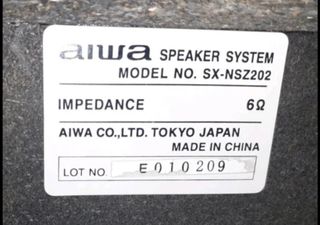 aiwa SPEAKER SYSTEM
MODEL NO. SX-NSZ202
IMPEDANCE 6Ω
AIWA CO.,LTD. TOKYO JAPAN
MADE IN CHINA
LOT NO. E010209